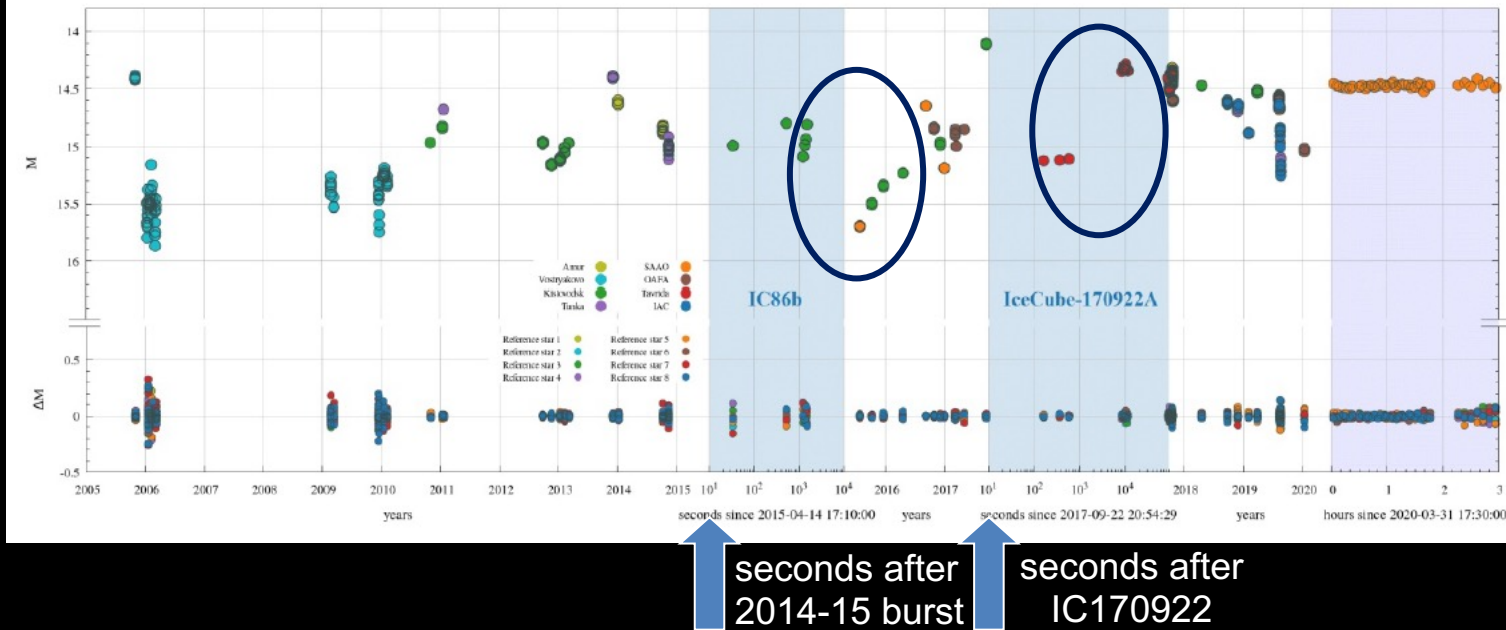 14
14.5
15
15.5
16
M
Amur
Vostryakovo
Kislovodsk
Tunka
SAAO
OAFA
Tavrida
IAC
IC86b
IceCube-170922A
Reference star 1
Reference star 2
Reference star 3
Reference star 4
Reference star 5
Reference star 6
Reference star 7
Reference star 8
0.5
0
-0.5
ΔM
2005 2006 2007 2008 2009 2010 2011 2012 2013 2014 2015 10¹ 10² 10³ 10⁴ 2016 2017 10¹ 10² 10³ 10⁴ 2018 2019 2020 0 1 2 3
years seconds since 2015-04-14 17:10:00 years seconds since 2017-09-22 20:54:29 years hours since 2020-03-31 17:30:00
seconds after
2014-15 burst
seconds after
IC170922